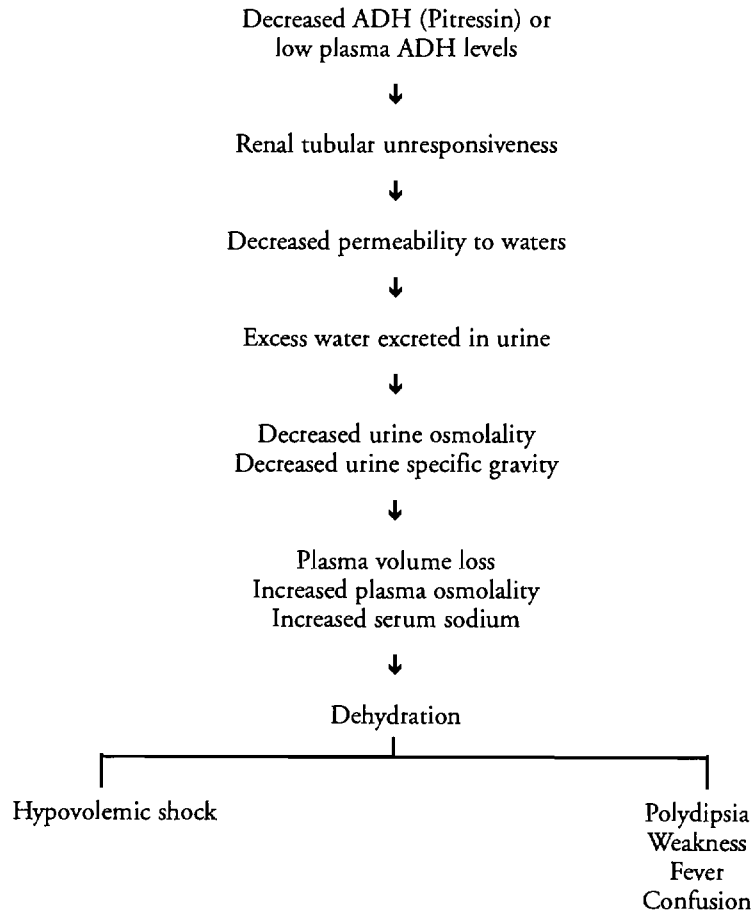 Decreased ADH (Pitressin) or
low plasma ADH levels
Renal tubular unresponsiveness
Decreased permeability to waters
Excess water excreted in urine
Decreased urine osmolality
Decreased urine specific gravity
Plasma volume loss
Increased plasma osmolality
Increased serum sodium
Dehydration
Hypovolemic shock
Polydipsia
Weakness
Fever
Confusion